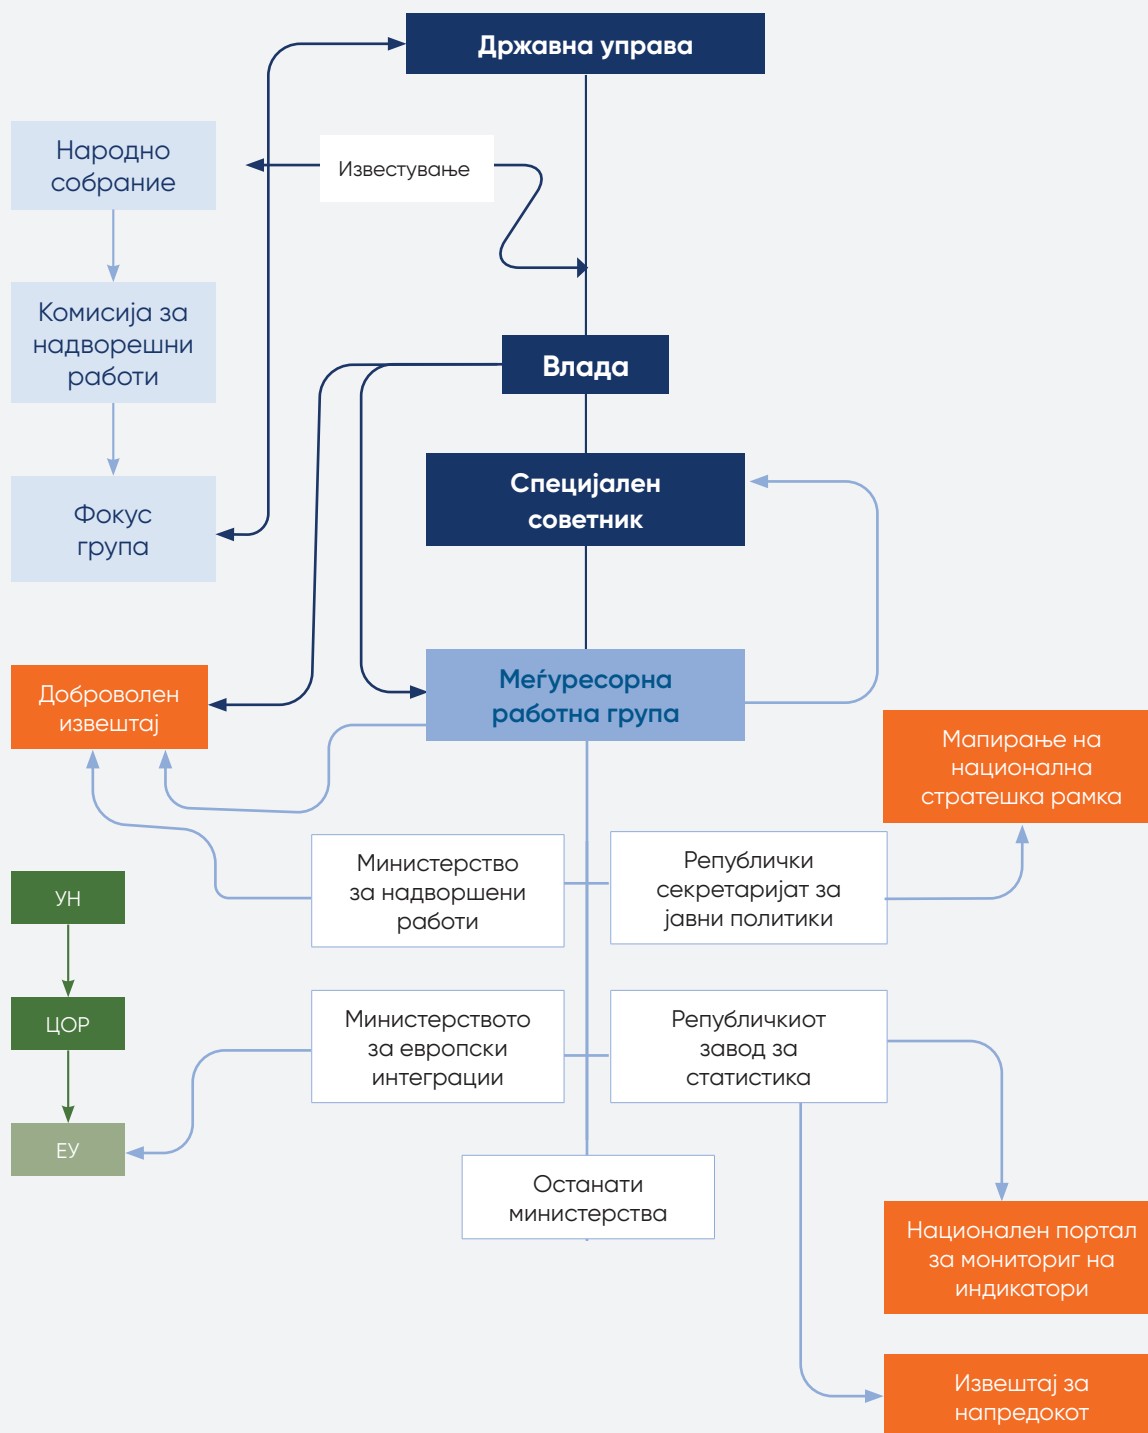 Државна управа
Народно
собрание
Известување
Комисија за
надворешни
работи
Влада
Специјален
советник
Фокус
група
Меѓуресорна
работна група
Доброволен
извештај
Мапирање на
национална
стратешка рамка
Министерство
за надворшени
работи
Републички
секретаријат за
јавни политики
УН
ЦОР
ЕУ
Министерството
за европски
интеграции
Републичкиот
завод за
статистика
Останати
министерства
Национален портал
за мониториг на
индикатори
Извештај за
напредокот